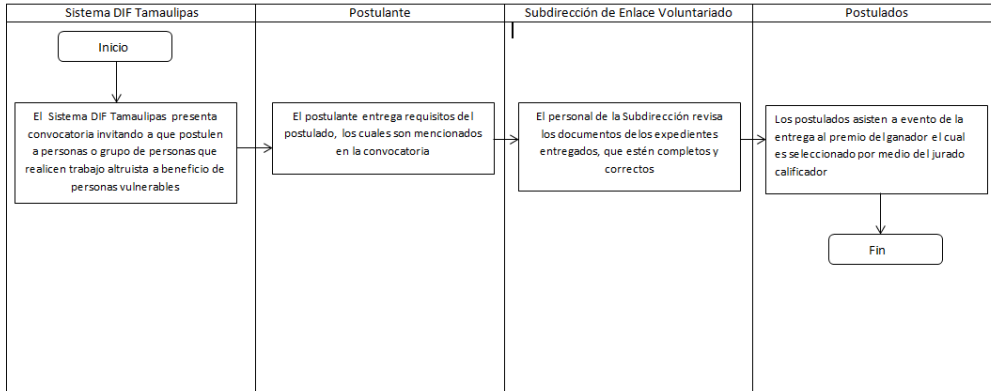 Sistema DIF Tamaulipas
Postulante
Subdirección de Enlace Voluntariado
Postulados
Inicio
El Sistema DIF Tamaulipas presenta
convocatoria invitando a que postulen
a personas o grupo de personas que
realicen trabajo altruista a beneficio de
personas vulnerables
El postulante entrega requisitos del
postulado, los cuales son mencionados
en la convocatoria
El personal de la Subdirección revisa
los documentos delos expedientes
entregados, que estén completos y
correctos
Los postulados asisten a evento de la
entrega al premio del ganador el cual
es seleccionado por medio del jurado
calificador
Fin